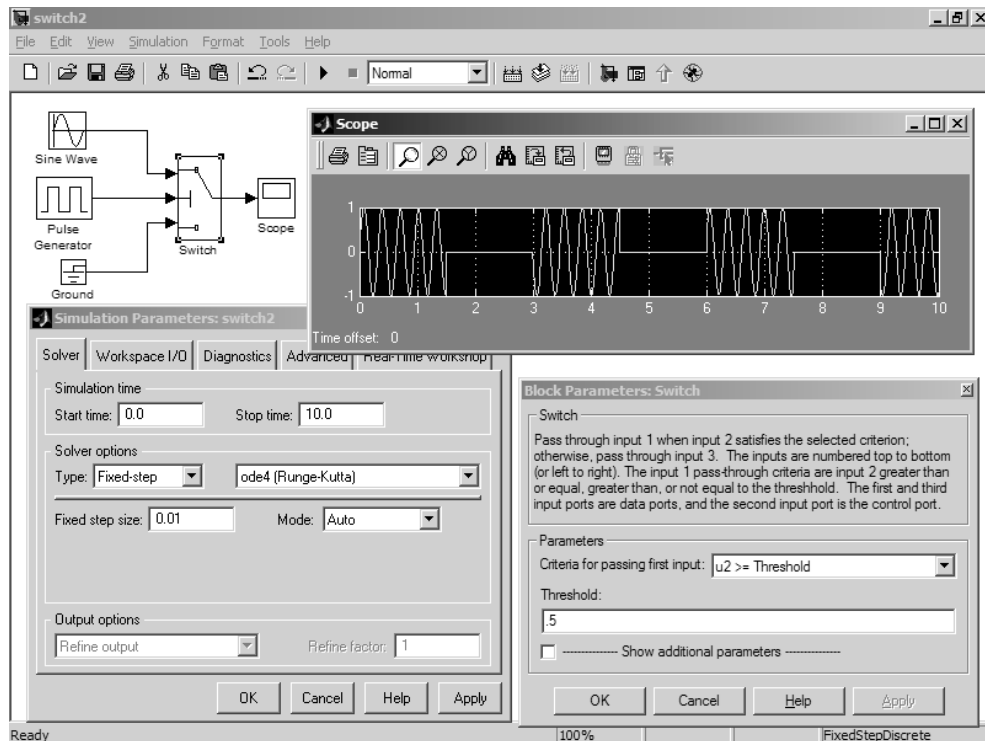 switch2
File Edit View Simulation Format Tools Help
Normal
Sine Wave
Pulse
Generator
Ground
Switch
Scope
Scope
1
0
-1
0 1 2 3 4 5 6 7 8 9 10
Time offset: 0
Simulation Parameters: switch2
Solver Workspace I/O Diagnostics Advanced Real-Time Workshop
Simulation time
Start time: 0.0 Stop time: 10.0
Solver options
Type: Fixed-step ode4 (Runge-Kutta)
Fixed step size: 0.01 Mode: Auto
Output options
Refine output Refine factor: 1
OK Cancel Help Apply
Block Parameters: Switch
Switch
Pass through input 1 when input 2 satisfies the selected criterion;
otherwise, pass through input 3. The inputs are numbered top to bottom
(or left to right). The input 1 pass-through criteria are input 2 greater than
or equal, greater than, or not equal to the threshhold. The first and third
input ports are data ports, and the second input port is the control port.
Parameters
Criteria for passing first input: u2 >= Threshold
Threshold:
.5
--------------- Show additional parameters ---------------
OK Cancel Help Apply
Ready 100% FixedStepDiscrete